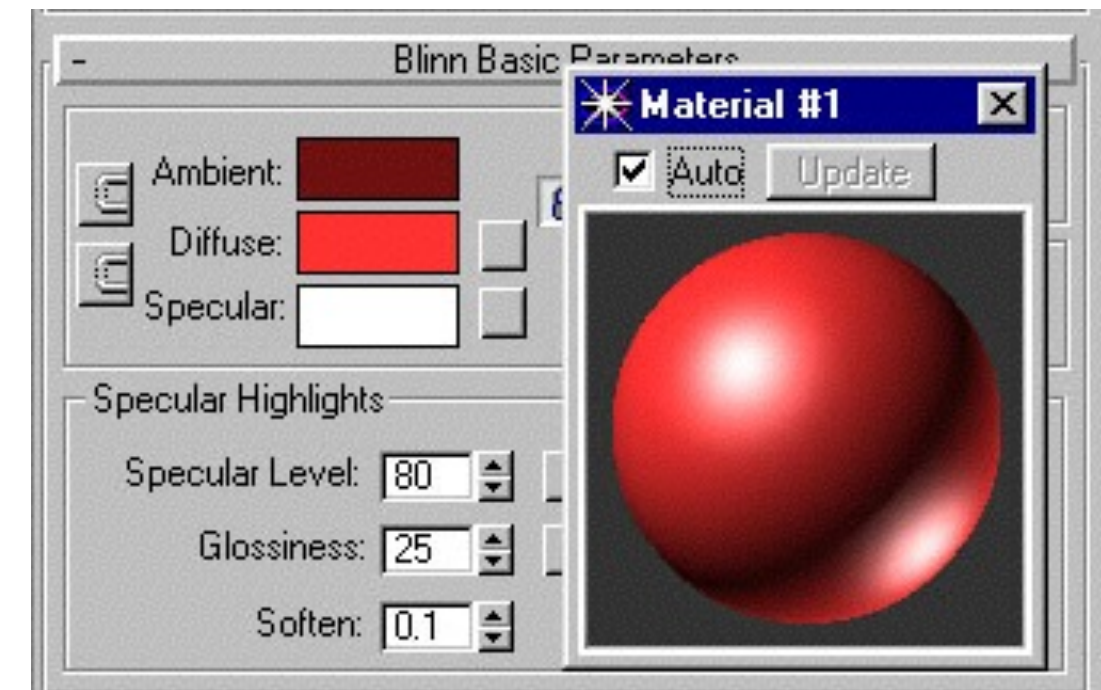 Blinn Basic Parameters
Material #1
Auto Update
Ambient:
Diffuse:
Specular:
Specular Highlights
Specular Level: 80
Glossiness: 25
Soften: 0.1